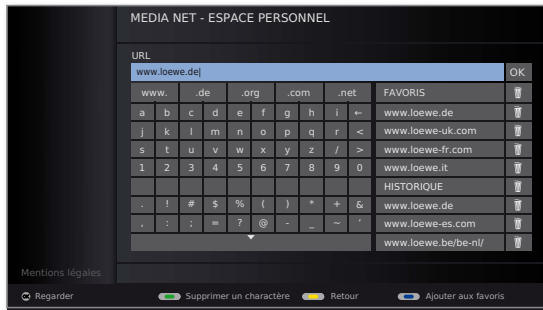 MEDIA NET - ESPACE PERSONNEL
URL
www.loewe.de
OK
www. .de .org .com .net FAVORIS
a b c d e f g h i ← www.loewe.de
j k l m n o p q r < www.loewe-uk.com
s t u v w x y z / > www.loewe-fr.com
1 2 3 4 5 6 7 8 9 0 www.loewe.it
HISTORIQUE
. ! # $ % ( ) * + & www.loewe.de
, : ; = ? @ - _ ~ ' www.loewe-es.com
www.loewe.be/be-nl/
Mentions légales
OK Regarder Supprimer un charactère Retour Ajouter aux favoris